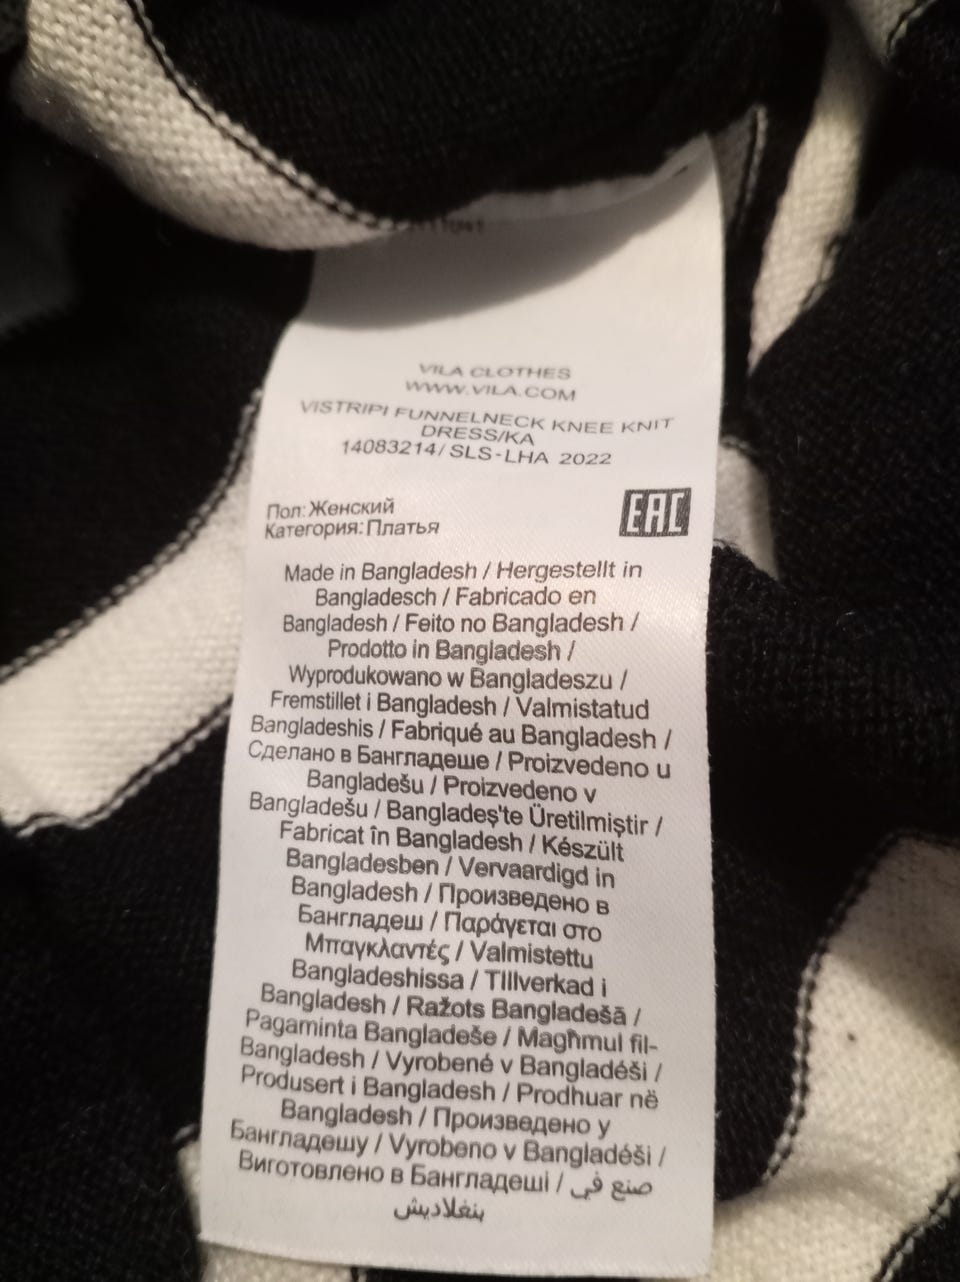 VILA CLOTHES
WWW.VILA.COM
VISTRIPI FUNNELNECK KNEE KNIT
DRESS/KA
14083214/ SLS-LHA 2022
Пол: Женский
Категория: Платья
EAC
Made in Bangladesh / Hergestellt in
Bangladesch / Fabricado en
Bangladesh / Feito no Bangladesh /
Prodotto in Bangladesh /
Wyprodukowano w Bangladeszu /
Fremstillet i Bangladesh / Valmistatud
Bangladeshis / Fabriqué au Bangladesh /
Сделано в Бангладеше / Proizvedeno u
Bangladešu / Proizvedeno v
Bangladešu / Bangladeş'te Üretilmiştir /
Fabricat în Bangladesh / Készült
Bangladesben / Vervaardigd in
Bangladesh / Произведено в
Бангладеш / Παράγεται στο
Μπαγκλαντές / Valmistettu
Bangladeshissa / TIllverkad i
Bangladesh / Ražots Bangladešā /
Pagaminta Bangladeše / Magħmul fil-
Bangladesh / Vyrobené v Bangladéši /
Produsert i Bangladesh / Prodhuar në
Bangladesh / Произведено у
Бангладешу / Vyrobeno v Bangladéši /
Виготовлено в Бангладеші / صنع في
بنغلاديش